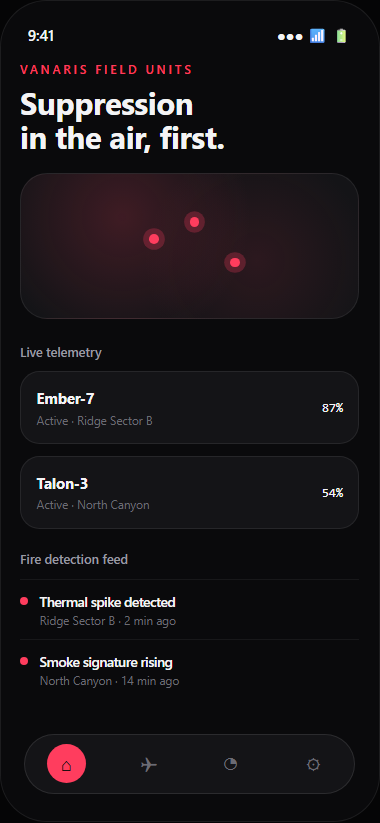 9:41
VANARIS FIELD UNITS
Suppression
in the air, first.
Live telemetry
Ember-7
87%
Active · Ridge Sector B
Talon-3
54%
Active · North Canyon
Fire detection feed
Thermal spike detected
Ridge Sector B · 2 min ago
Smoke signature rising
North Canyon · 14 min ago